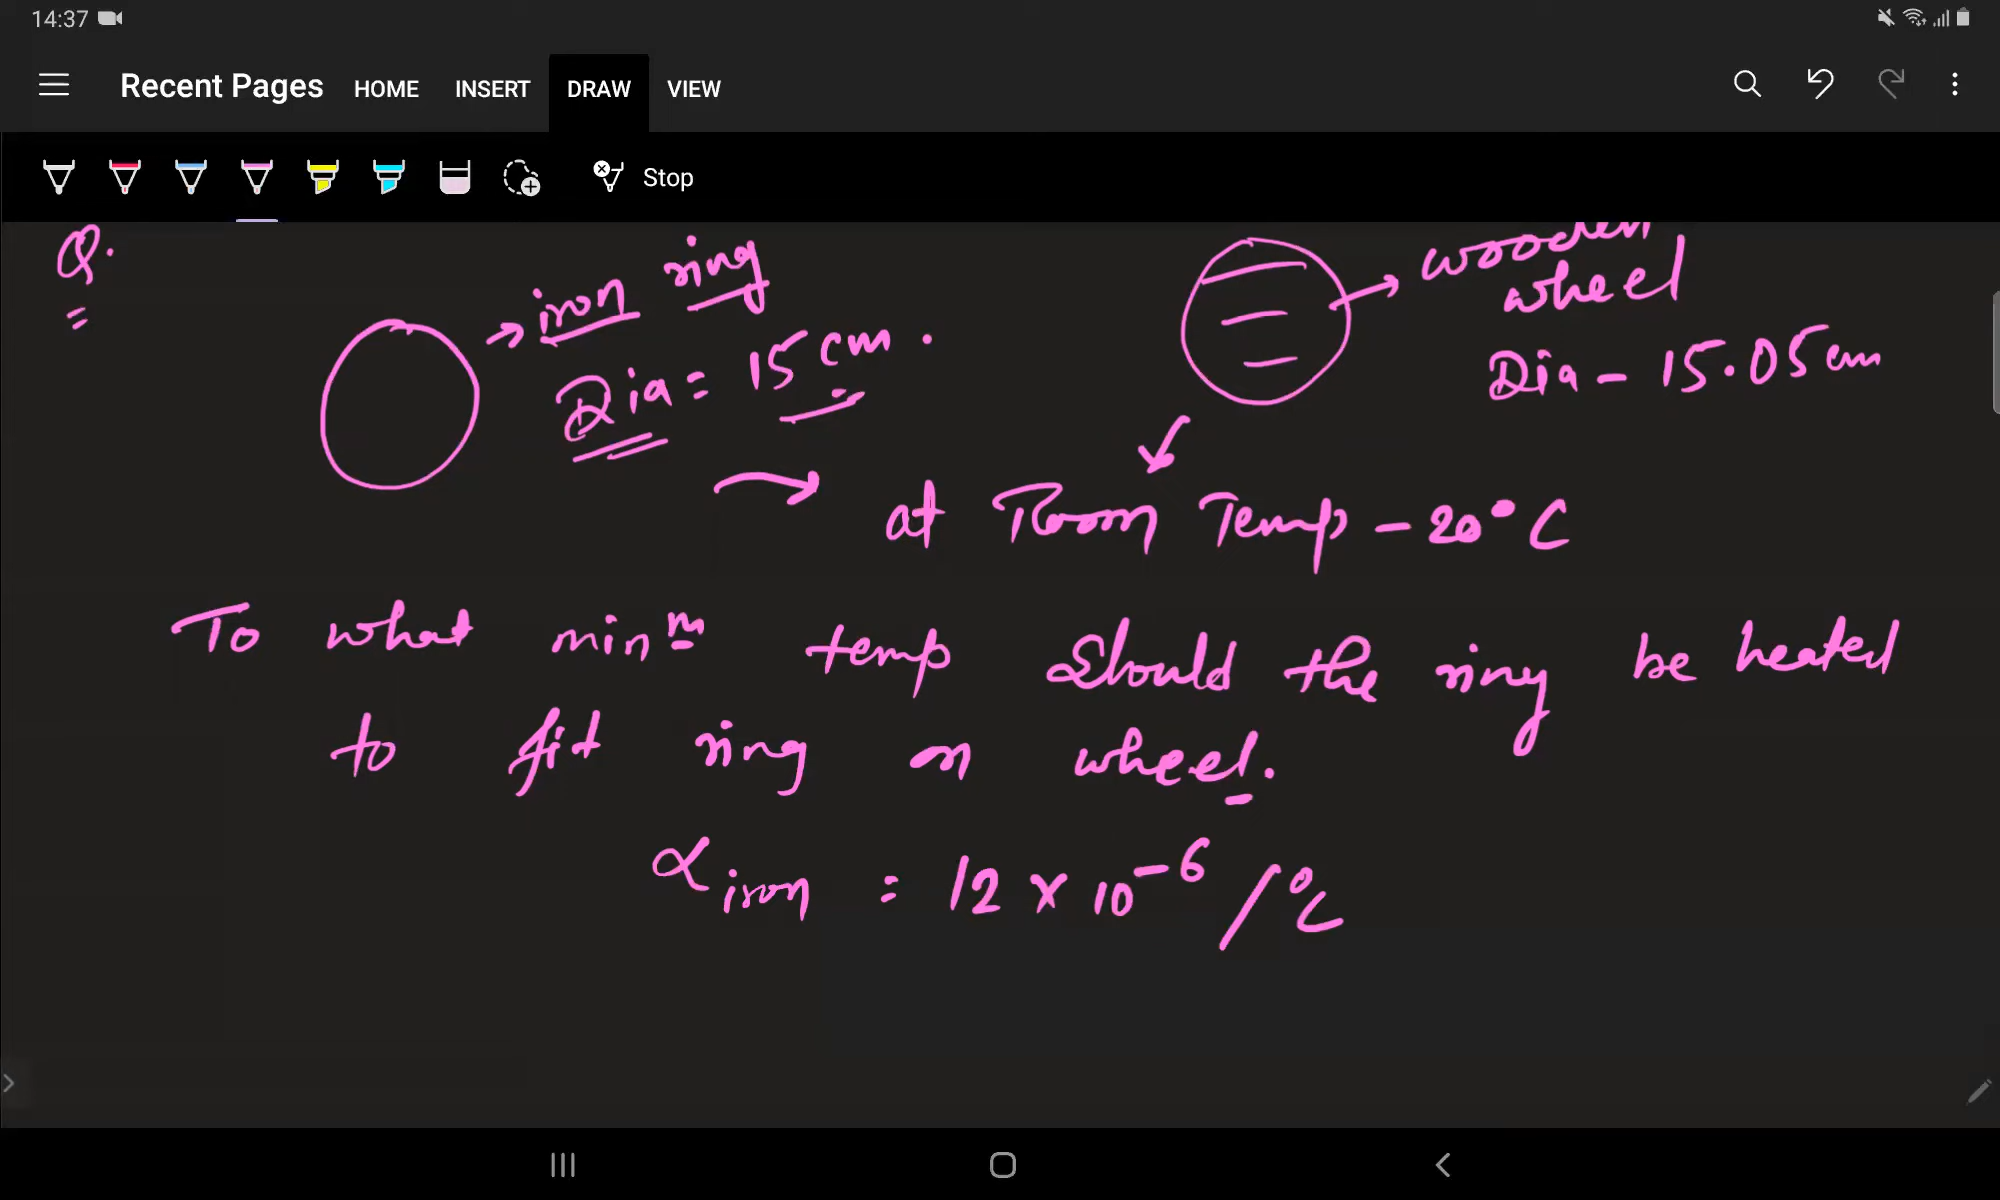 14:37
Recent Pages HOME INSERT DRAW VIEW
Stop
Q.
iron ring
Dia = 15 cm.
wooden
wheel
Dia - 15.05 cm
at Room Temp - 20°C
To what min m temp should the ring be heated
to fit ring on wheel.
α iron = 12 × 10⁻⁶ /°C